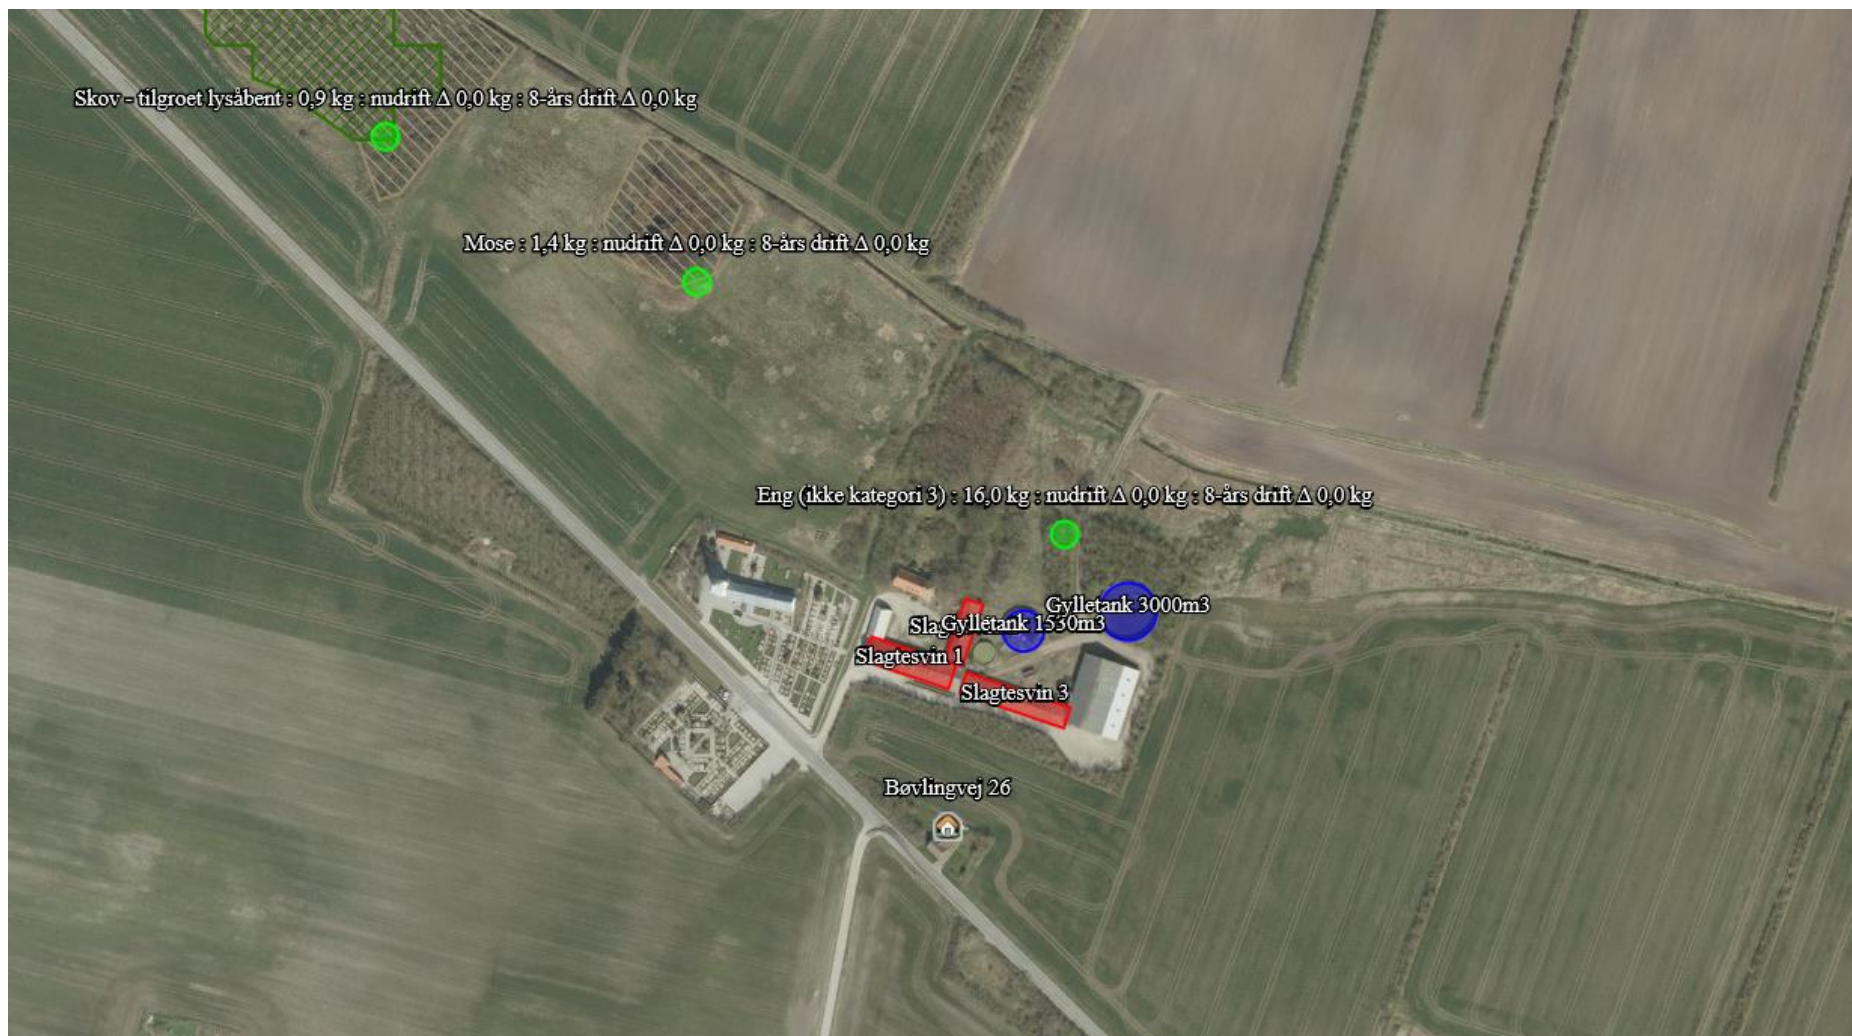 Skov - tilgroet lysåbent : 0,9 kg : nudrift Δ 0,0 kg : 8-års drift Δ 0,0 kg
Mose : 1,4 kg : nudrift Δ 0,0 kg : 8-års drift Δ 0,0 kg
Eng (ikke kategori 3) : 16,0 kg : nudrift Δ 0,0 kg : 8-års drift Δ 0,0 kg
Gylletank 3000m3
Gylletank 1530m3
Slagtesvin 1
Slagtesvin 3
Bøvlingvej 26